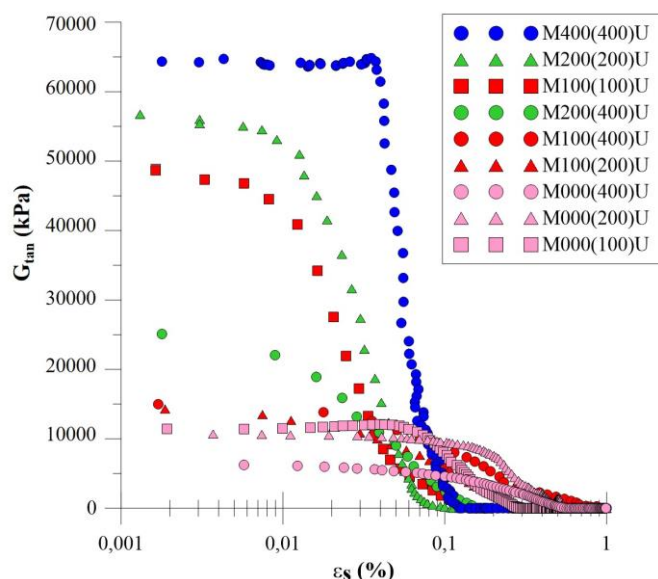 70000
60000
50000
40000
30000
20000
10000
0
G_tan (kPa)
0,001
0,01
0,1
1
εs (%)
M400(400)U
M200(200)U
M100(100)U
M200(400)U
M100(400)U
M100(200)U
M000(400)U
M000(200)U
M000(100)U